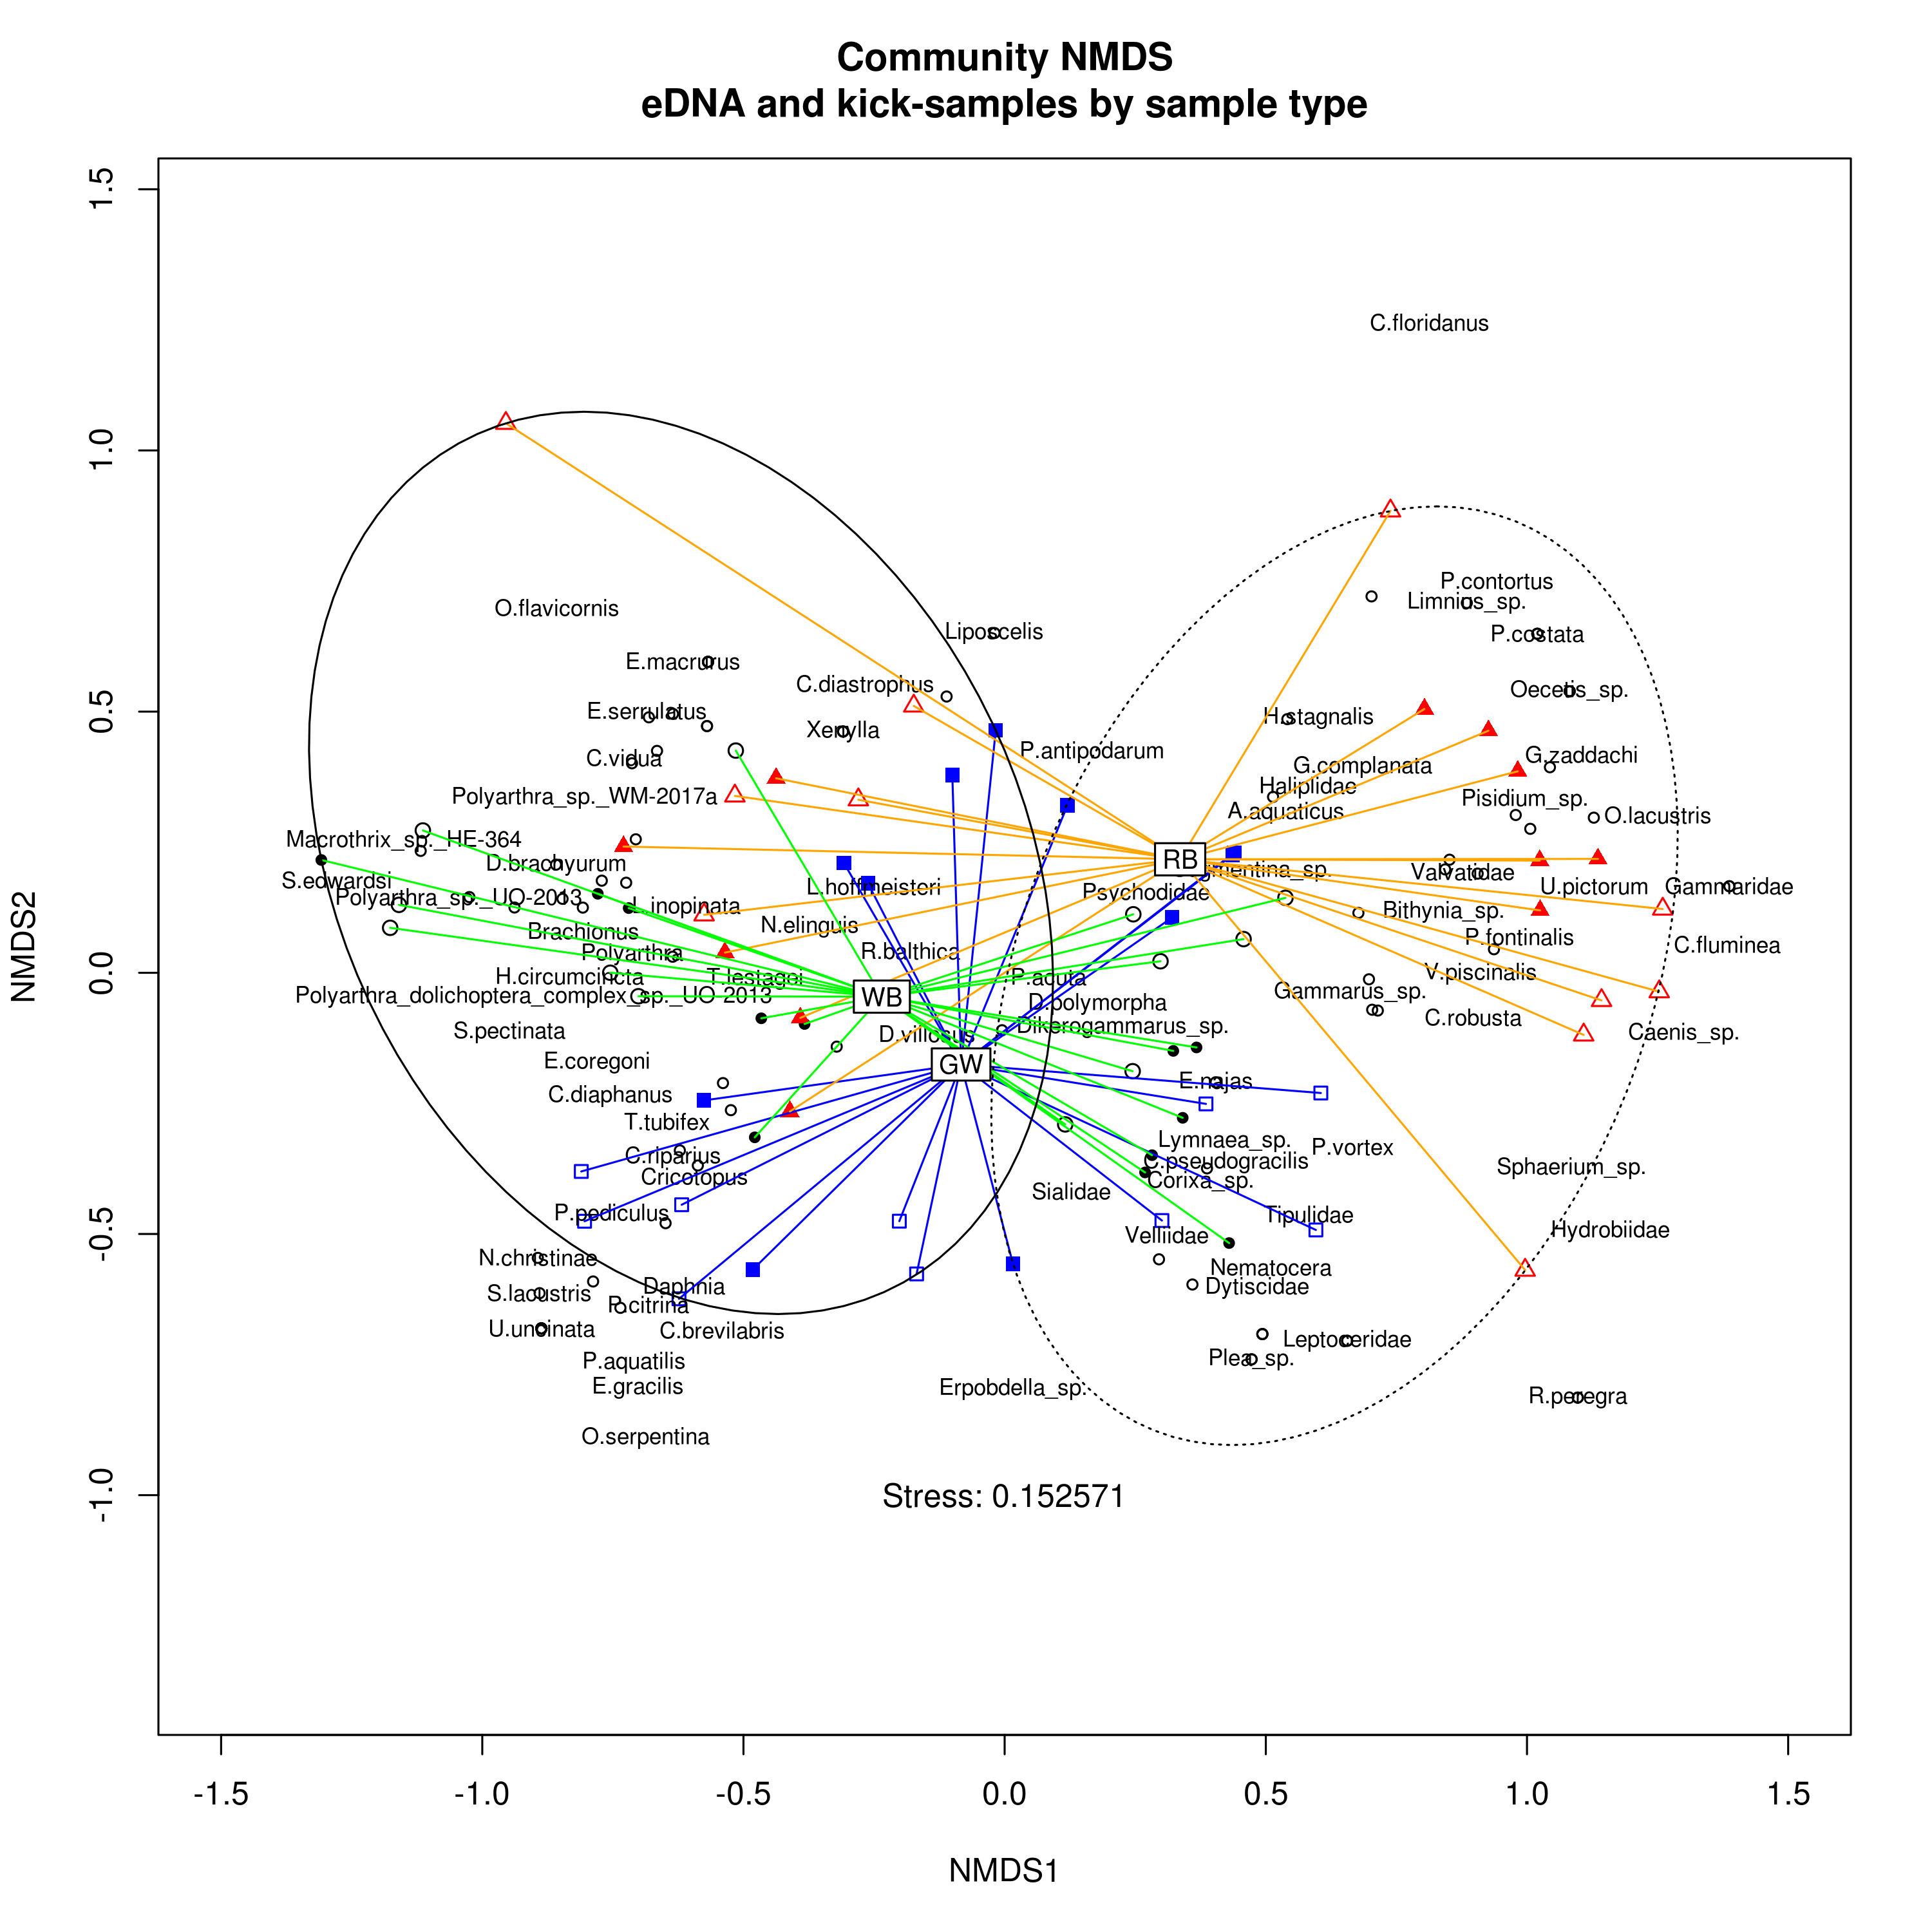 Community NMDS
eDNA and kick-samples by sample type
1.5
1.0
0.5
0.0
-0.5
-1.0
NMDS2
C.floridanus
P.contortus
Limnios_sp.
O.flavicornis
Liposcelis
P.costata
E.macrurus
C.diastrophus
Oecetis_sp.
E.serrulatus
H.stagnalis
Xenylla
P.antipodarum
G.zaddachi
C.vidua
G.complanata
Haliplidae
Polyarthra_sp._WM-2017a
Pisidium_sp.
A.aquaticus
O.lacustris
Macrothrix_sp._HE-364
RB
D.brachyurum
Valvatidae
S.edwardsi
L.hoffmeisteri
Psychodidae
U.pictorum
Gammaridae
Polyarthra_sp._UO-2013
L.inopinata
Bithynia_sp.
N.elinguis
Brachionus
P.fontinalis
C.fluminea
Polyarthra
R.balthica
H.circumcincta
T.lestagei
P.acuta
V.piscinalis
Polyarthra_dolichoptera_complex_sp._UO-2013
WB
Gammarus_sp.
D.polymorpha
C.robusta
S.pectinata
D.villosus
Dikerogammarus_sp.
Caenis_sp.
E.coregoni
GW
C.diaphanus
E.najas
T.tubifex
Lymnaea_sp.
P.vortex
C.riparius
C.pseudogracilis
Sphaerium_sp.
Cricotopus
Corixa_sp.
Sialidae
P.pediculus
Tipulidae
Velliidae
Hydrobiidae
N.christinae
Nematocera
Daphnia
Dytiscidae
S.lacustris
P.citrina
U.uncinata
C.brevilabris
Leptoceridae
P.aquatilis
Plea_sp.
E.gracilis
Erpobdella_sp.
R.peregra
O.serpentina
Stress: 0.152571
-1.5
-1.0
-0.5
0.0
0.5
1.0
1.5
NMDS1